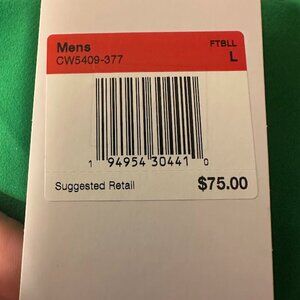 Mens FTBLL
CW5409-377 L
1 94954 30441 0
Suggested Retail $75.00